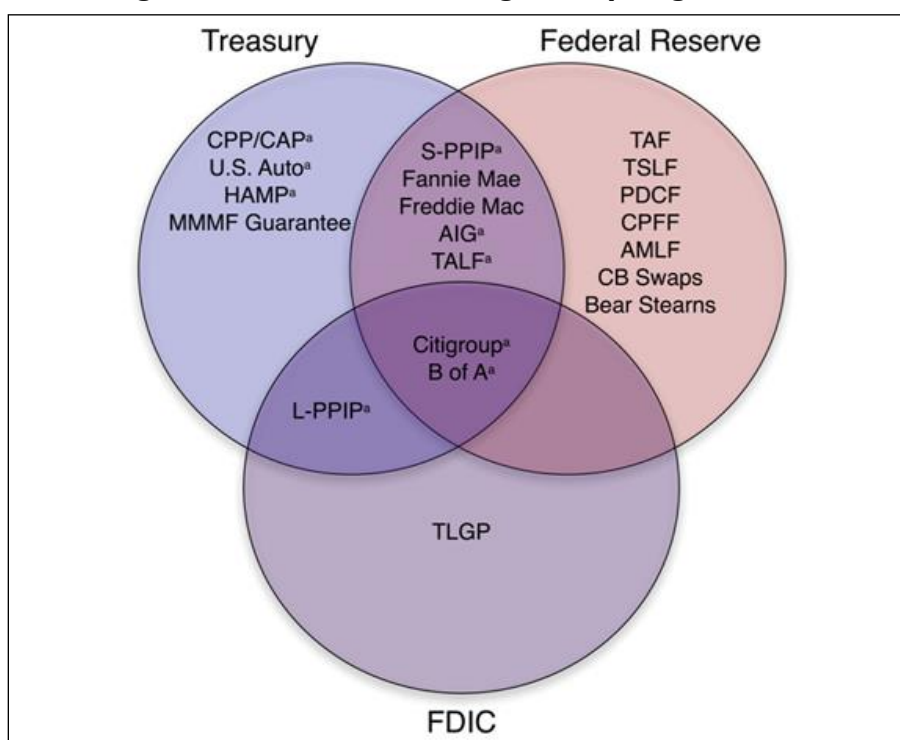 Treasury
Federal Reserve
CPP/CAPᵃ
U.S. Autoᵃ
HAMPᵃ
MMMF Guarantee
S-PPIPᵃ
Fannie Mae
Freddie Mac
AIGᵃ
TALFᵃ
TAF
TSLF
PDCF
CPFF
AMLF
CB Swaps
Bear Stearns
Citigroupᵃ
B of Aᵃ
L-PPIPᵃ
TLGP
FDIC